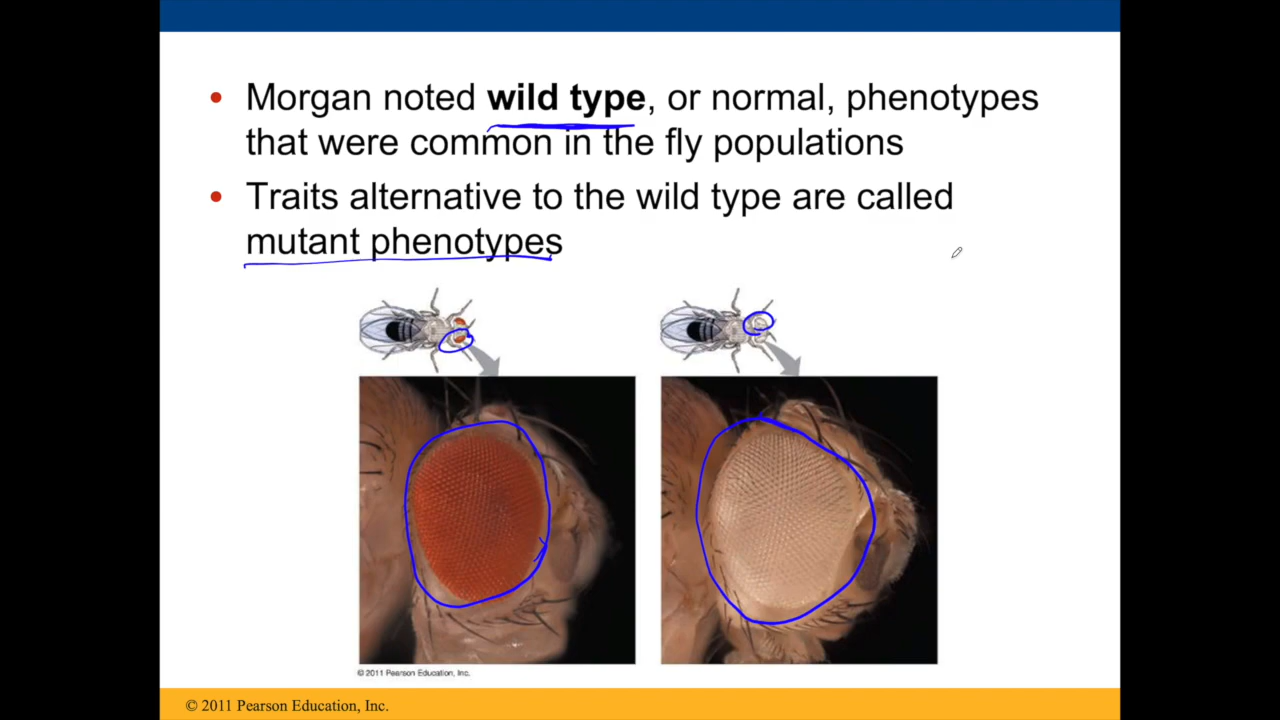 • Morgan noted wild type, or normal, phenotypes
that were common in the fly populations
• Traits alternative to the wild type are called
mutant phenotypes
© 2011 Pearson Education, Inc.
© 2011 Pearson Education, Inc.